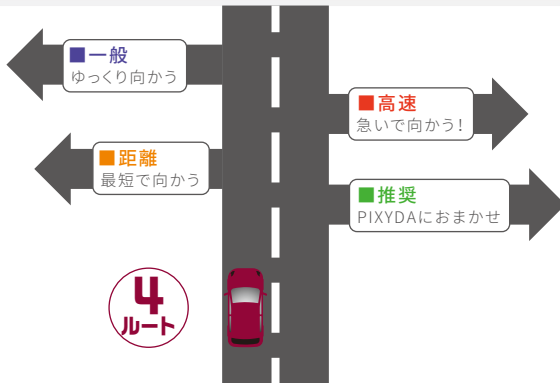 ■一般
ゆっくり向かう
■高速
急いで向かう!
■距離
最短で向かう
■推奨
PIXYDAにおまかせ
4
ルート